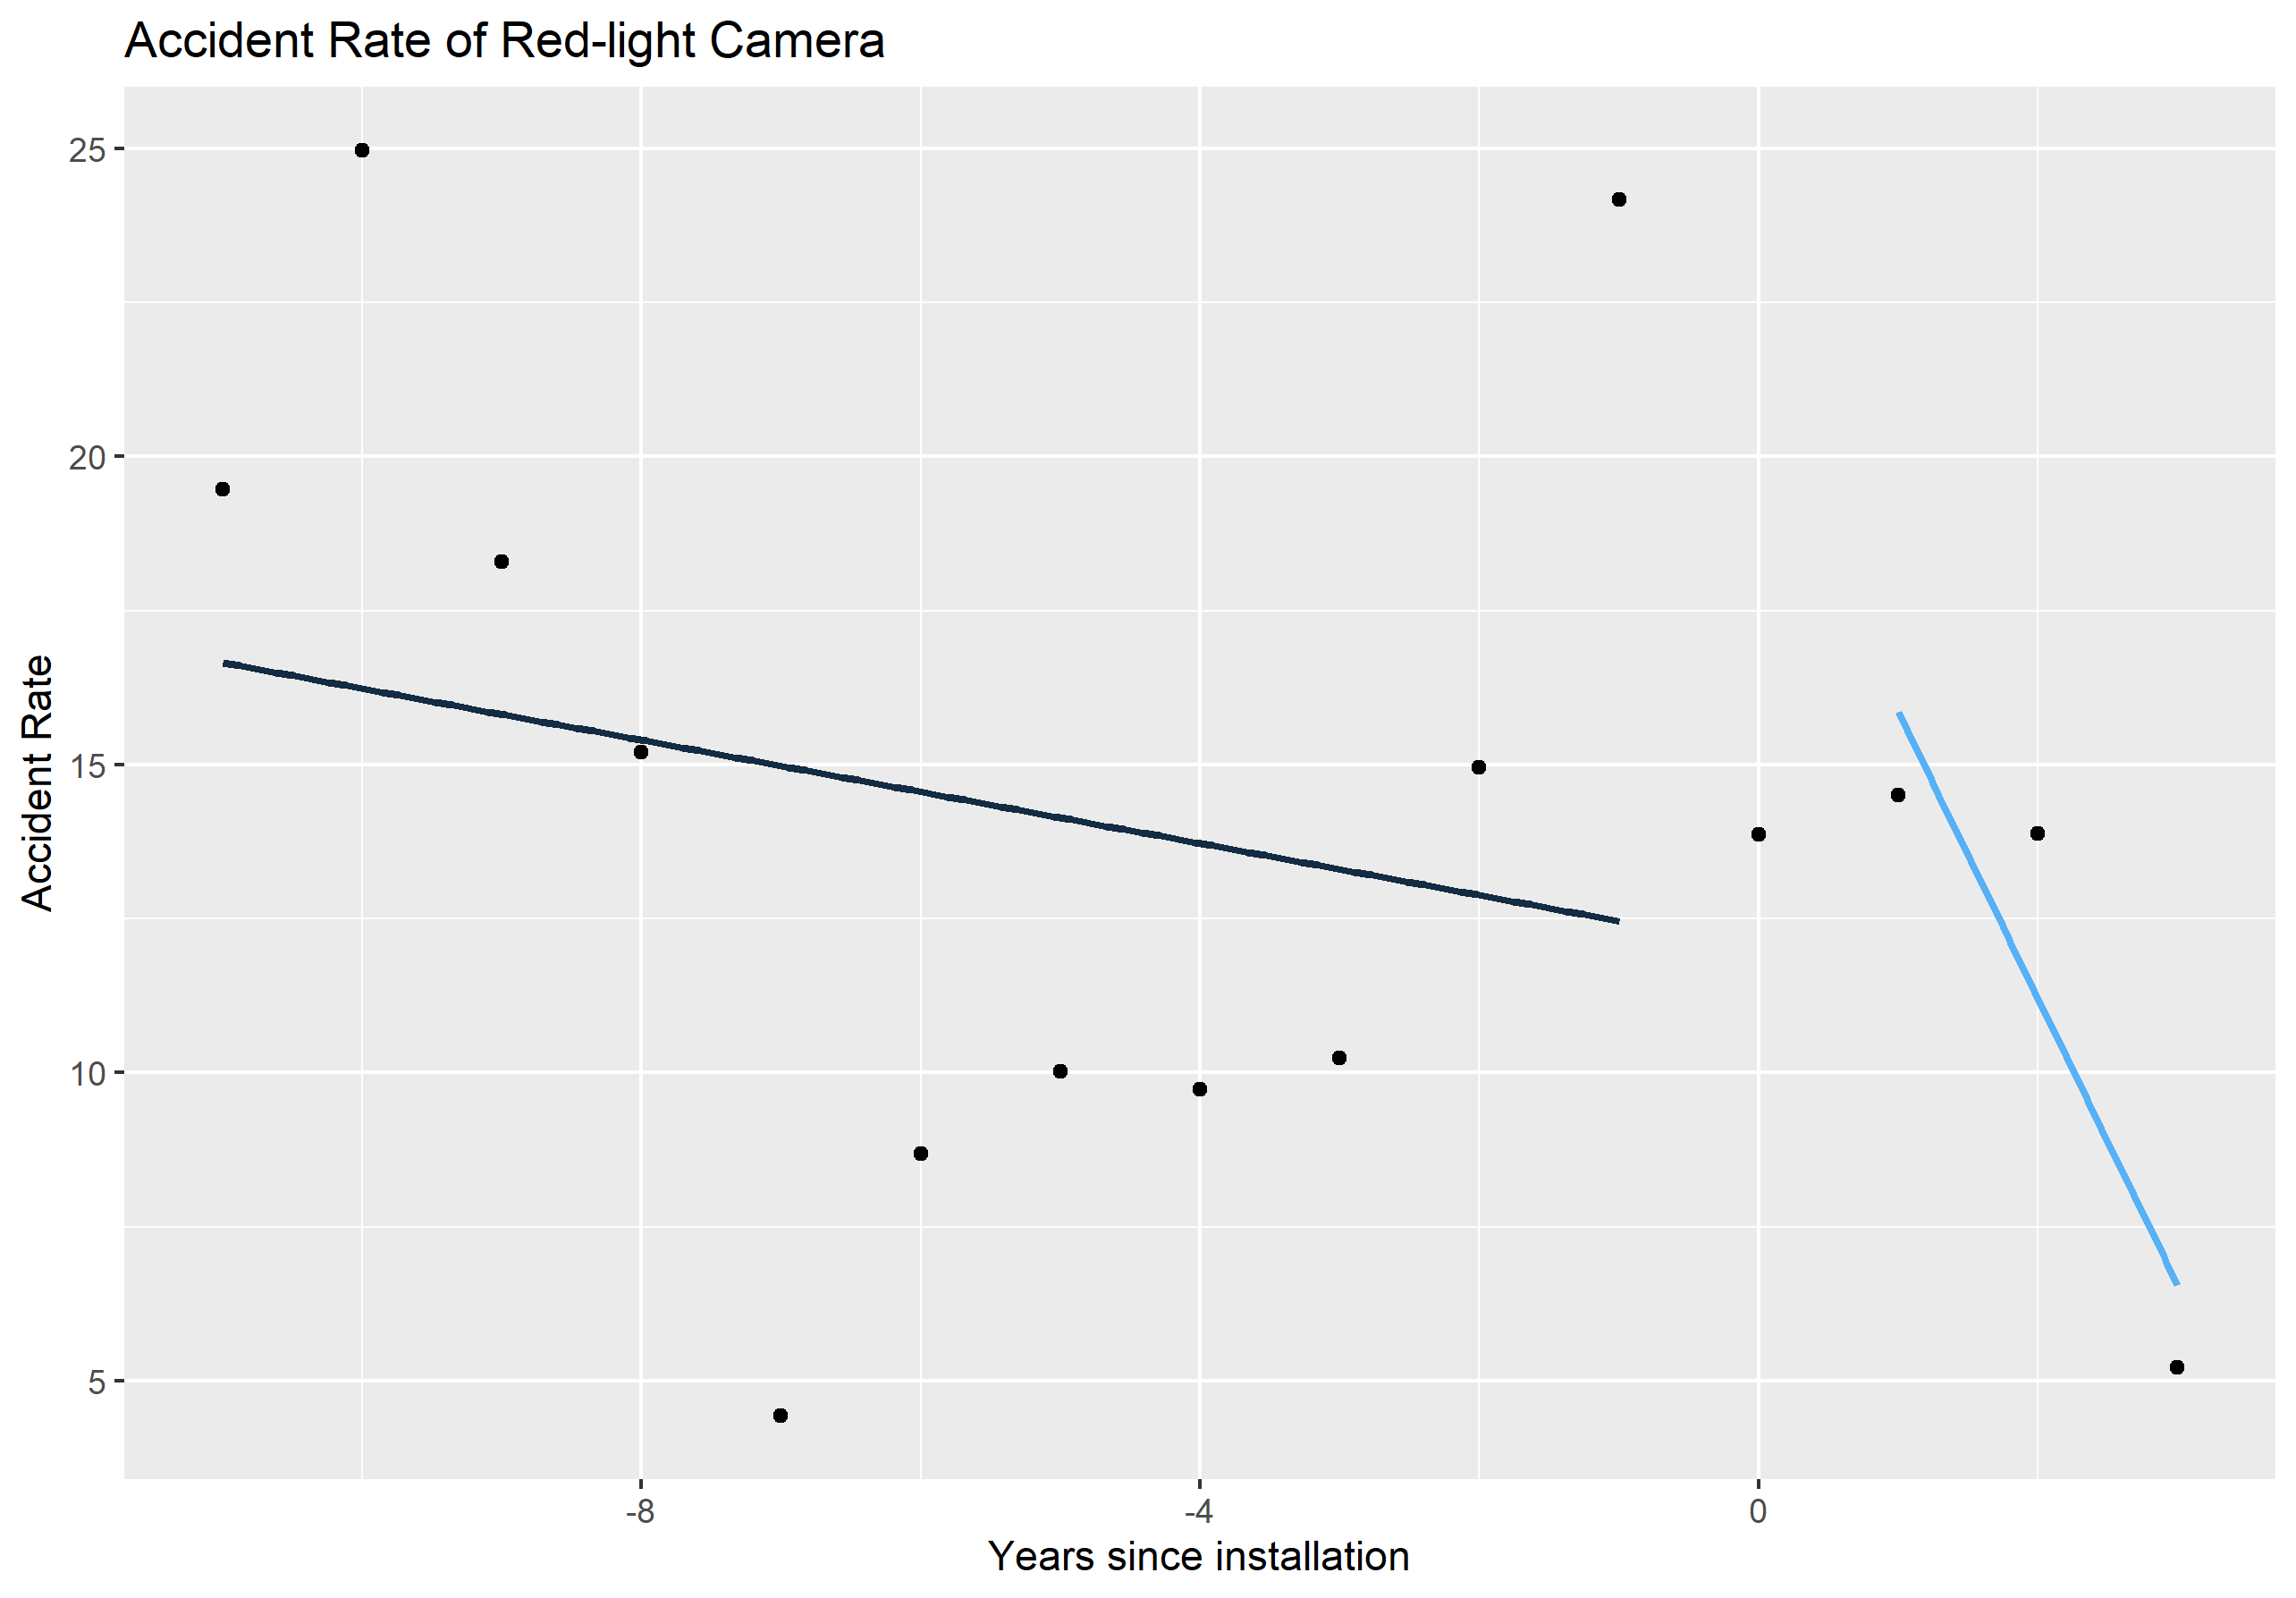 Accident Rate of Red-light Camera
25
20
15
10
5
Accident Rate
-8
-4
0
Years since installation